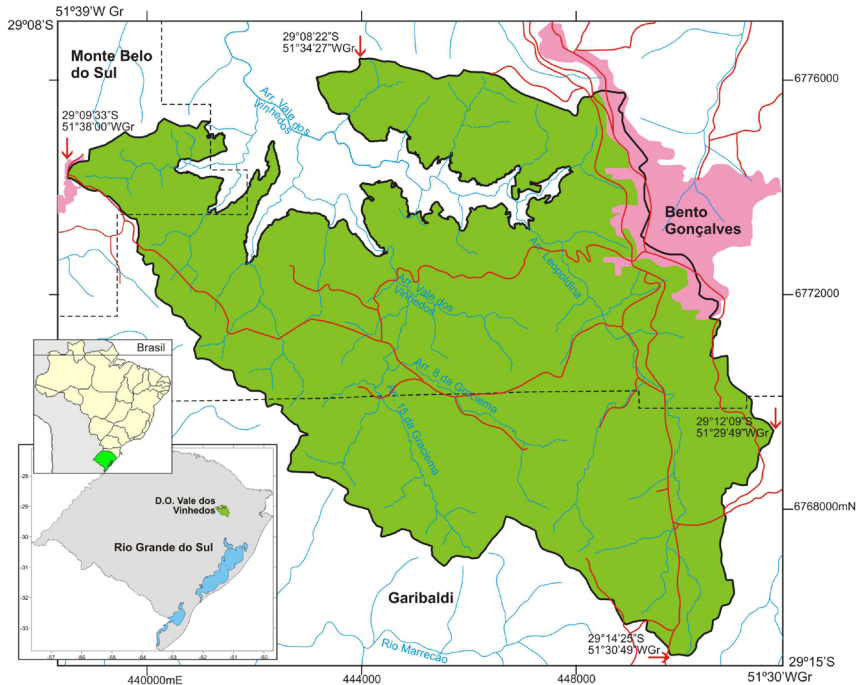 51°39'W Gr
29°08'S
Monte Belo
do Sul
29°08'22"S
51°34'27"WGr
6776000
29°09'33"S
51°38'00"WGr
Arr. Vale dos
Vinhedos
Bento
Gonçalves
Arr. Leopoldina
Arr. Vale dos
Vinhedos
6772000
Brasil
Arr. 8 da Graciema
Arr. 15 da Graciema
29°12'09"S
51°29'49"WGr
-28
-29
-30
-31
-32
-33
D.O. Vale dos
Vinhedos
Rio Grande do Sul
6768000mN
Garibaldi
Rio Marrecão
29°14'25"S
51°30'49"WGr
-57
-56
-55
-54
-53
-52
-51
-50
29°15'S
440000mE
444000
448000
51°30'WGr